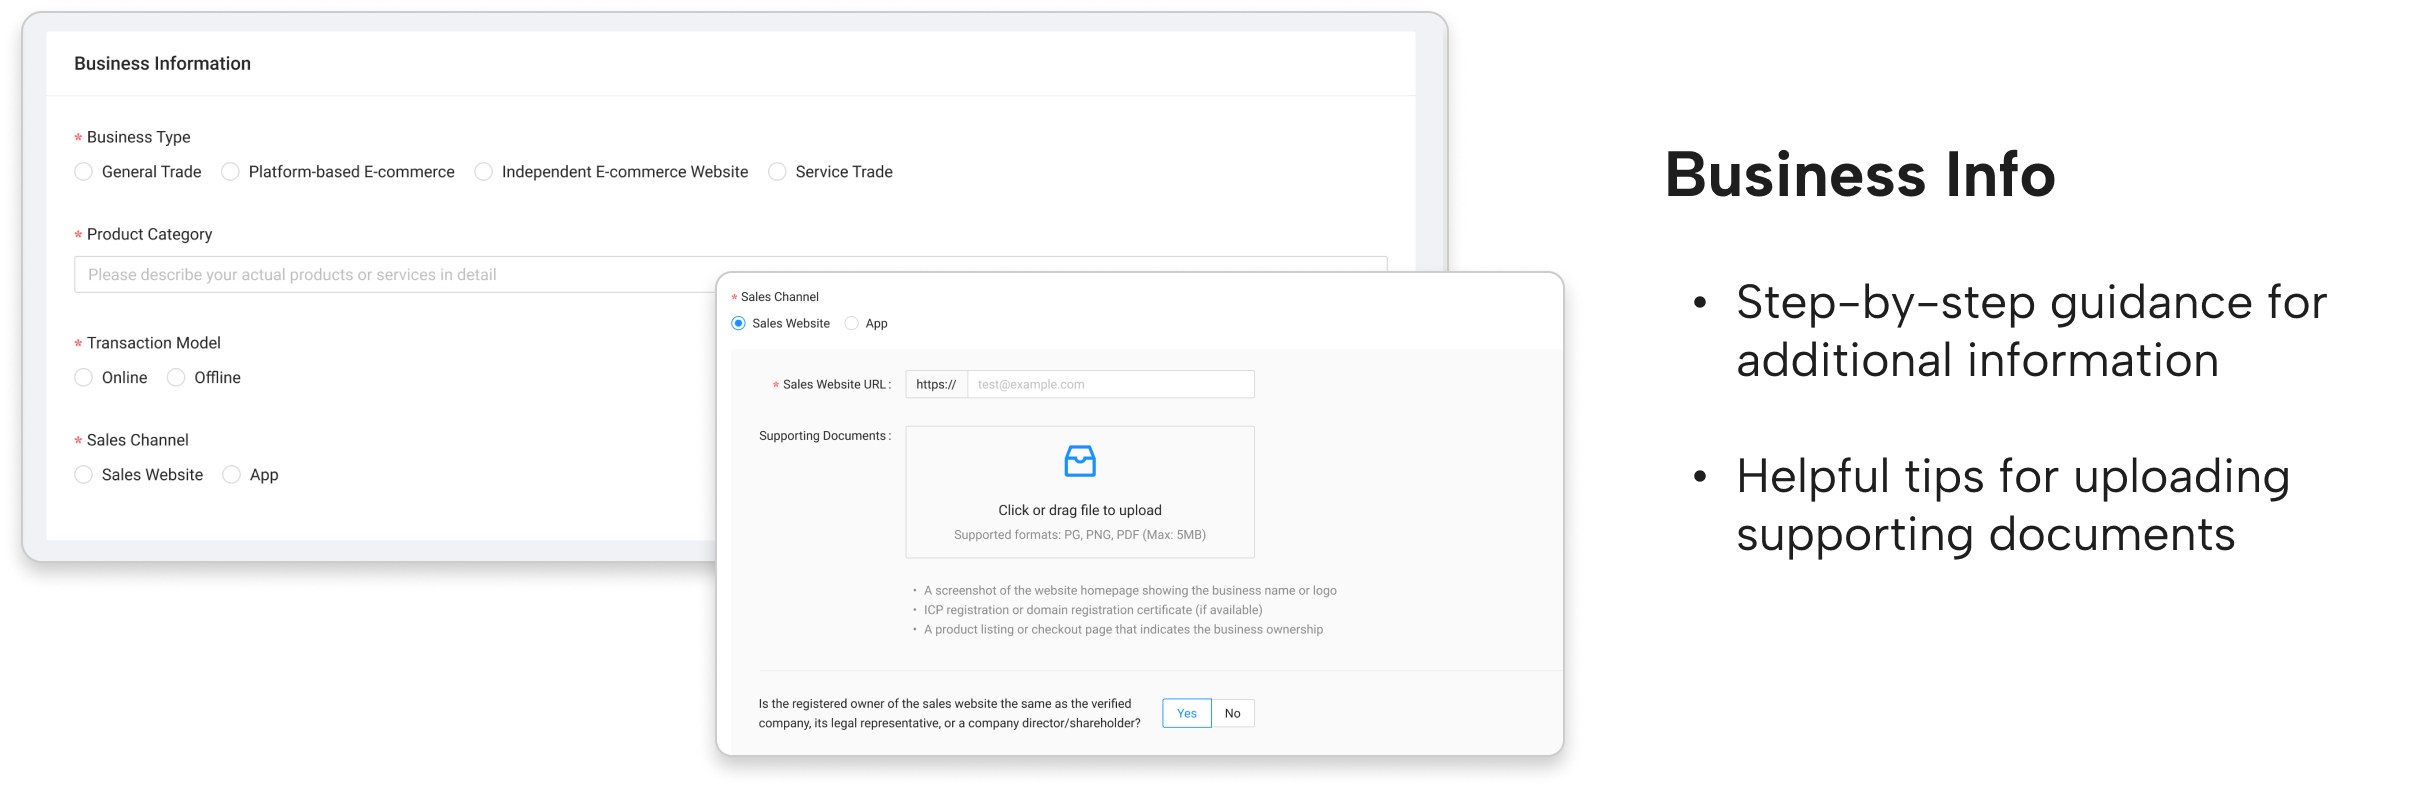 Business Information
* Business Type
General Trade Platform-based E-commerce Independent E-commerce Website Service Trade
* Product Category
Please describe your actual products or services in detail
* Transaction Model
Online Offline
* Sales Channel
Sales Website App
* Sales Channel
Sales Website App
* Sales Website URL : https:// test@example.com
Supporting Documents :
Click or drag file to upload
Supported formats: PG, PNG, PDF (Max: 5MB)
• A screenshot of the website homepage showing the business name or logo
• ICP registration or domain registration certificate (if available)
• A product listing or checkout page that indicates the business ownership
Is the registered owner of the sales website the same as the verified
company, its legal representative, or a company director/shareholder?
Yes No
Business Info
• Step-by-step guidance for
additional information
• Helpful tips for uploading
supporting documents